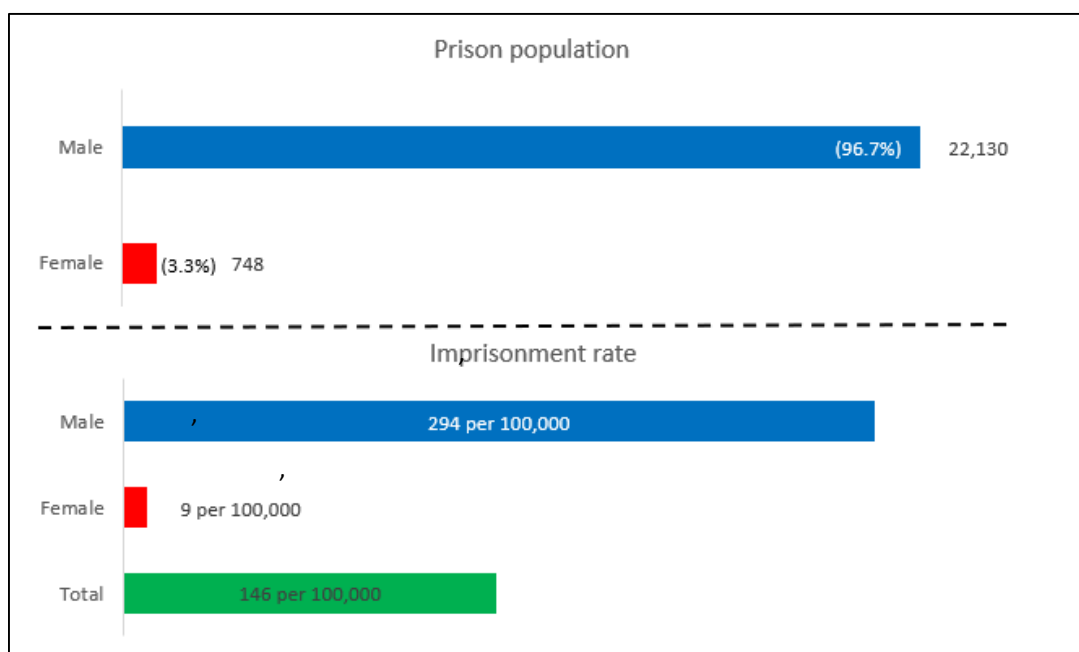 Prison population
Male (96.7%) 22,130
Female (3.3%) 748
Imprisonment rate
,
Male , 294 per 100,000
,
Female 9 per 100,000
Total 146 per 100,000